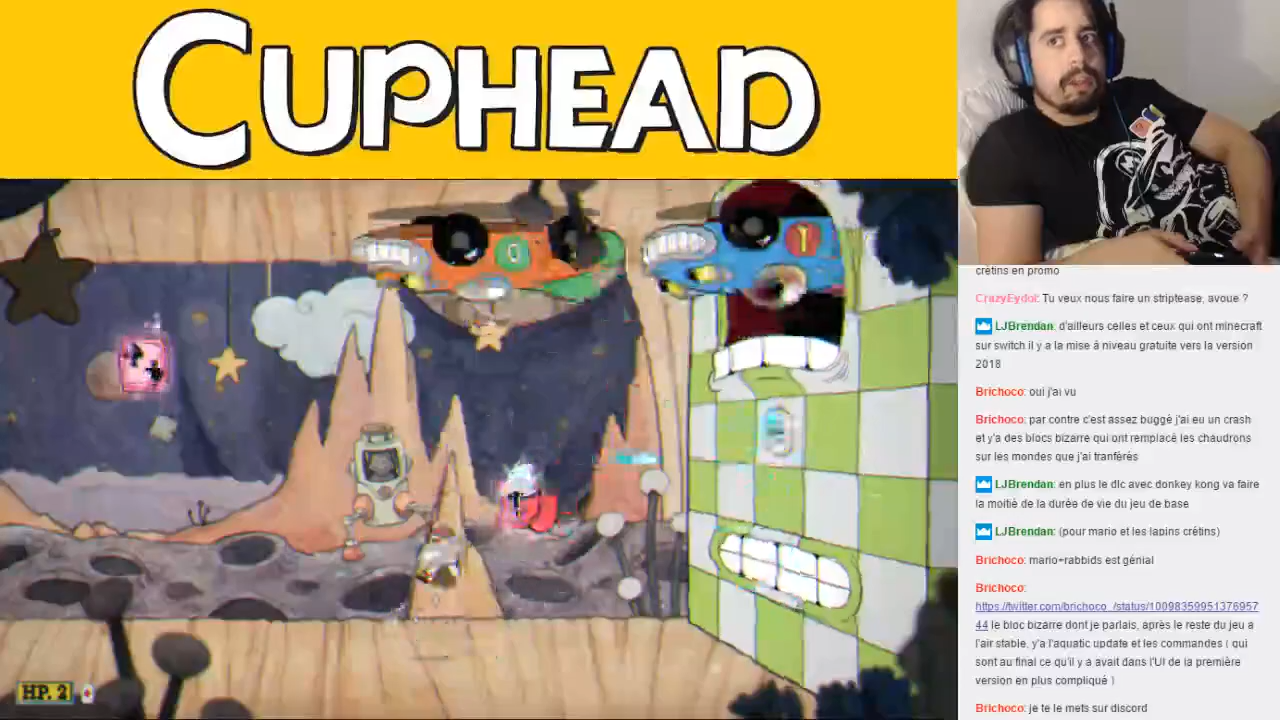 CUPHEAD
0
1
HP. 2
crétins en promo
CrazyEydol: Tu veux nous faire un striptease, avoue ?
LJBrendan: d'ailleurs celles et ceux qui ont minecraft
sur switch il y a la mise à niveau gratuite vers la version
2018
Brichoco: oui j'ai vu
Brichoco: par contre c'est assez buggé j'ai eu un crash
et y'a des blocs bizarre qui ont remplacé les chaudrons
sur les mondes que j'ai tranférés
LJBrendan: en plus le dlc avec donkey kong va faire
la moitié de la durée de vie du jeu de base
LJBrendan: (pour mario et les lapins crétins)
Brichoco: mario+rabbids est génial
Brichoco:
https://twitter.com/brichoco_/status/10098359951376957
44 le bloc bizarre dont je parlais, après le reste du jeu a
l'air stable, y'a l'aquatic update et les commandes ( qui
sont au final ce qu'il y a avait dans l'UI de la première
version en plus compliqué )
Brichoco: je te le mets sur discord